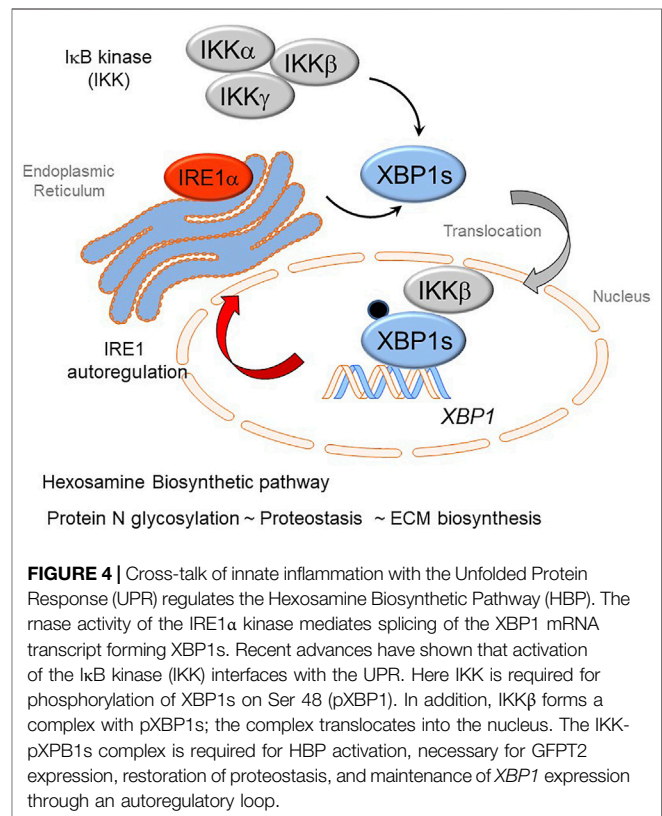 IκB kinase
(IKK)
IKKα
IKKβ
IKKγ
Endoplasmic
Reticulum
IRE1α
XBP1s
Translocation
IKKβ
Nucleus
XBP1s
IRE1
autoregulation
XBP1
Hexosamine Biosynthetic pathway
Protein N glycosylation ~ Proteostasis ~ ECM biosynthesis
FIGURE 4 | Cross-talk of innate inflammation with the Unfolded Protein
Response (UPR) regulates the Hexosamine Biosynthetic Pathway (HBP). The
rnase activity of the IRE1α kinase mediates splicing of the XBP1 mRNA
transcript forming XBP1s. Recent advances have shown that activation
of the IκB kinase (IKK) interfaces with the UPR. Here IKK is required for
phosphorylation of XBP1s on Ser 48 (pXBP1). In addition, IKKβ forms a
complex with pXBP1s; the complex translocates into the nucleus. The IKK-
pXPB1s complex is required for HBP activation, necessary for GFPT2
expression, restoration of proteostasis, and maintenance of XBP1 expression
through an autoregulatory loop.